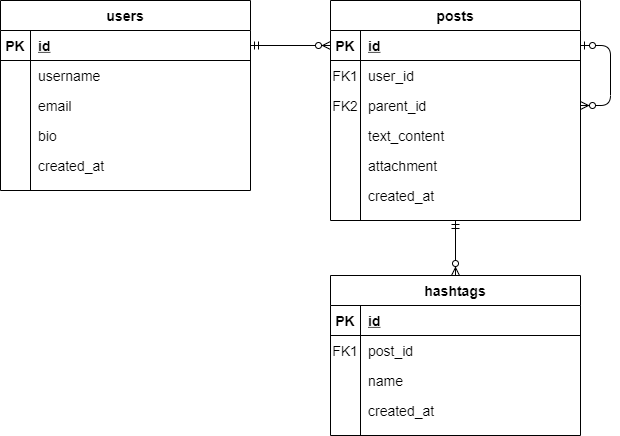 users
PK id
username
email
bio
created_at
posts
PK id
FK1 user_id
FK2 parent_id
text_content
attachment
created_at
hashtags
PK id
FK1 post_id
name
created_at